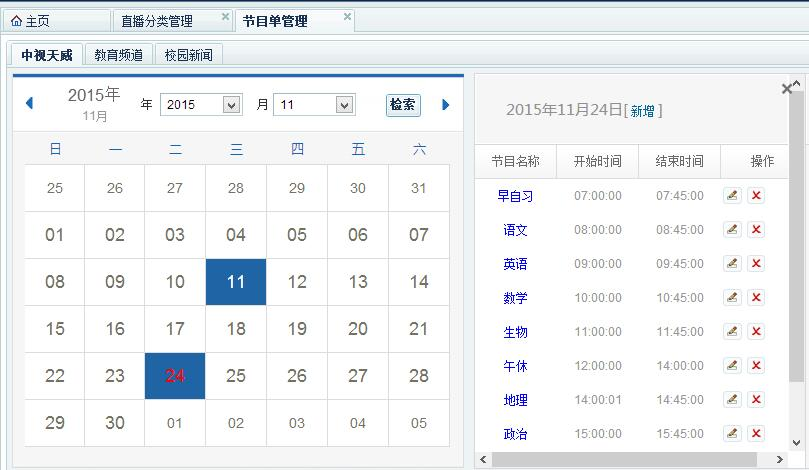 主页 直播分类管理 节目单管理
中视天威 教育频道 校园新闻
2015年 年 2015 月 11 检索
11月
日 一 二 三 四 五 六
25 26 27 28 29 30 31
01 02 03 04 05 06 07
08 09 10 11 12 13 14
15 16 17 18 19 20 21
22 23 24 25 26 27 28
29 30 01 02 03 04 05
2015年11月24日[ 新增 ]
节目名称 开始时间 结束时间 操作
早自习 07:00:00 07:45:00
语文 08:00:00 08:45:00
英语 09:00:00 09:45:00
数学 10:00:00 10:45:00
生物 11:00:00 11:45:00
午休 12:00:00 14:00:00
地理 14:00:01 14:45:00
政治 15:00:00 15:45:00